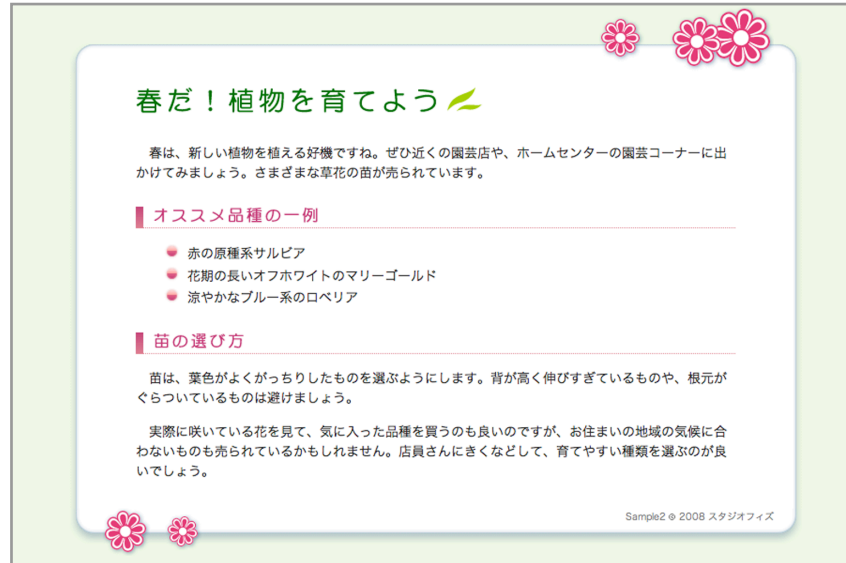 春だ！植物を育てよう
春は、新しい植物を植える好機ですね。ぜひ近くの園芸店や、ホームセンターの園芸コーナーに出
かけてみましょう。さまざまな草花の苗が売られています。
オススメ品種の一例
赤の原種系サルビア
花期の長いオフホワイトのマリーゴールド
涼やかなブルー系のロベリア
苗の選び方
苗は、葉色がよくがっちりしたものを選ぶようにします。背が高く伸びすぎているものや、根元が
ぐらついているものは避けましょう。
実際に咲いている花を見て、気に入った品種を買うのも良いのですが、お住まいの地域の気候に合
わないものも売られているかもしれません。店員さんにきくなどして、育てやすい種類を選ぶのが良
いでしょう。
Sample2 © 2008 スタジオフィズ